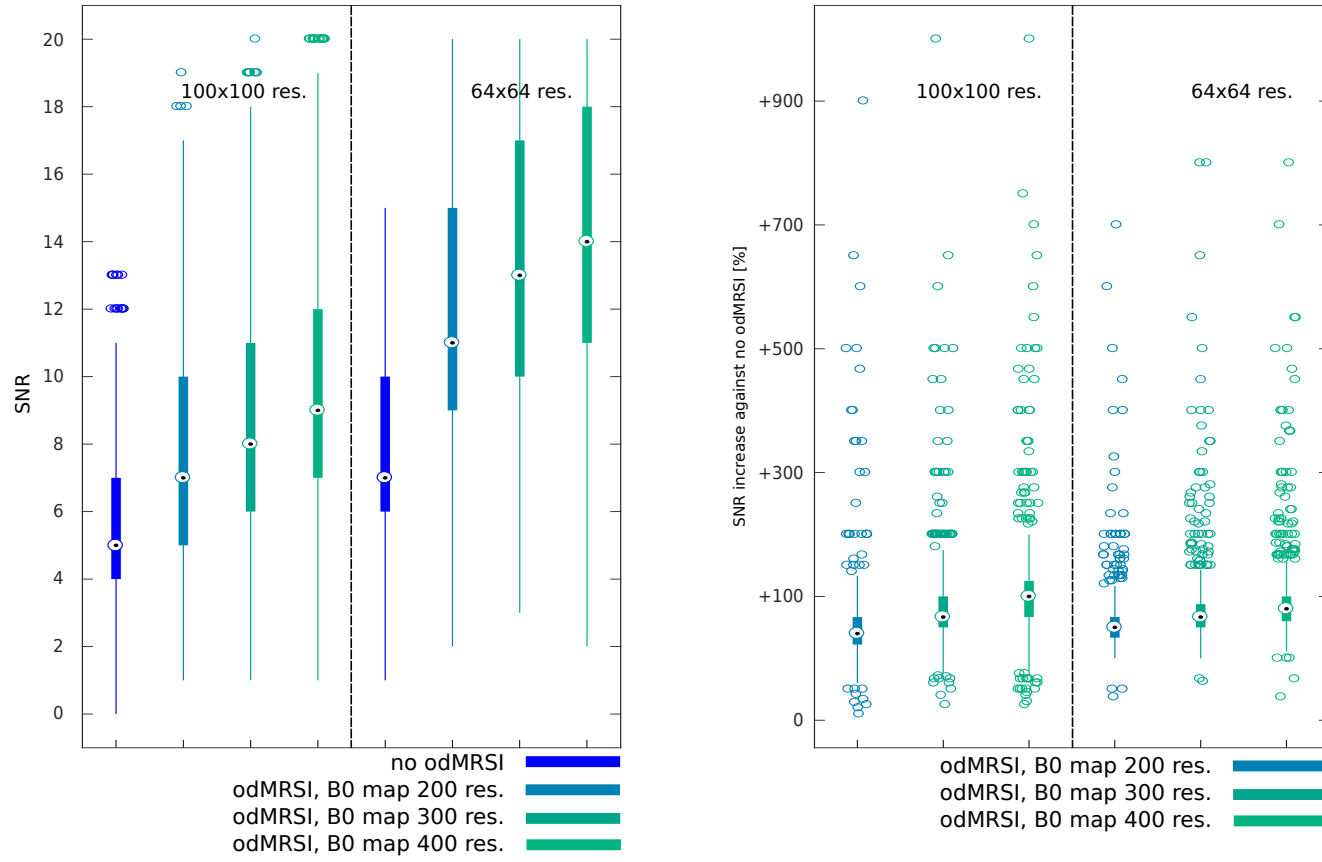 20
18
16
14
12
10
8
6
4
2
0
SNR
100x100 res.
64x64 res.
no odMRSI
odMRSI, B0 map 200 res.
odMRSI, B0 map 300 res.
odMRSI, B0 map 400 res.
+900
+700
+500
+300
+100
0
SNR increase against no odMRSI [%]
100x100 res.
64x64 res.
odMRSI, B0 map 200 res.
odMRSI, B0 map 300 res.
odMRSI, B0 map 400 res.